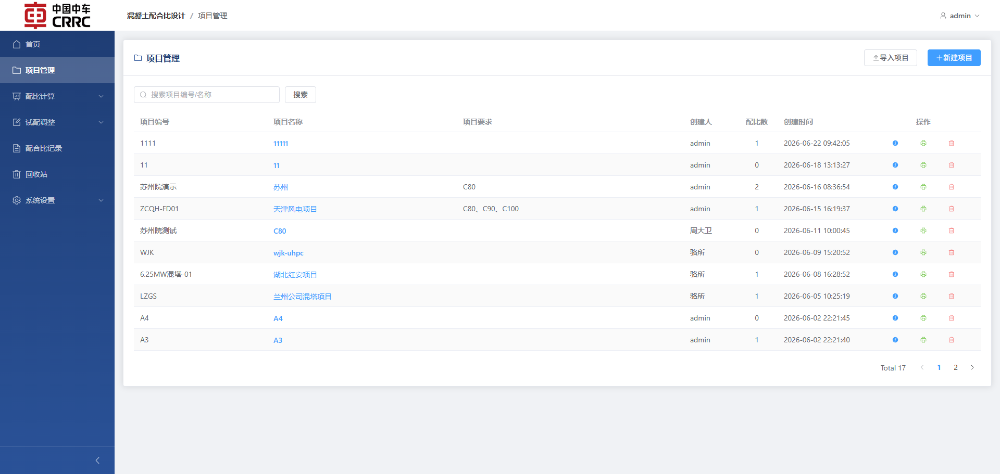 中国中车
CRRC
混凝土配合比设计 / 项目管理
admin
首页
项目管理
配比计算
试配调整
配合比记录
回收站
系统设置
项目管理
导入项目
新建项目
搜索项目编号/名称
搜索
项目编号 项目名称 项目要求 创建人 配比数 创建时间 操作
1111 11111 admin 1 2026-06-22 09:42:05
11 11 admin 0 2026-06-18 13:13:27
苏州院演示 苏州 C80 admin 2 2026-06-16 08:36:54
ZCQH-FD01 天津风电项目 C80、C90、C100 admin 1 2026-06-15 16:19:37
苏州院测试 C80 周大卫 0 2026-06-11 10:00:45
WJK wjk-uhpc 骆所 0 2026-06-09 15:20:52
6.25MW混塔-01 湖北红安项目 骆所 1 2026-06-08 16:28:52
LZGS 兰州公司混塔项目 骆所 1 2026-06-05 10:25:19
A4 A4 admin 0 2026-06-02 22:21:45
A3 A3 admin 1 2026-06-02 22:21:40
Total 17 1 2